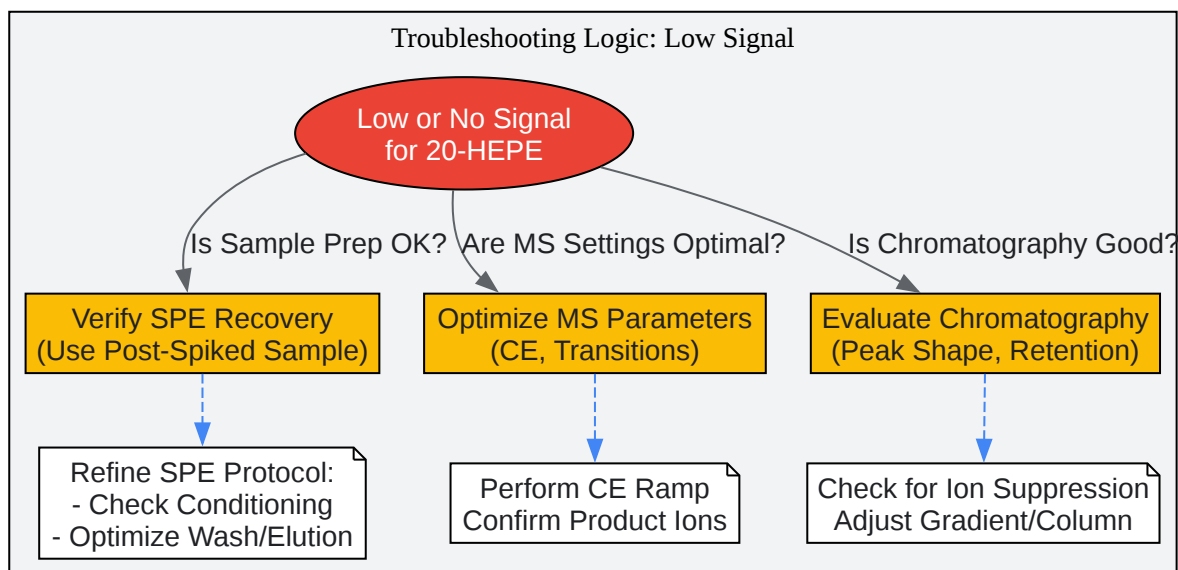 Troubleshooting Logic: Low Signal
Low or No Signal
for 20-HEPE
Is Sample Prep OK?
Are MS Settings Optimal?
Is Chromatography Good?
Verify SPE Recovery
(Use Post-Spiked Sample)
Optimize MS Parameters
(CE, Transitions)
Evaluate Chromatography
(Peak Shape, Retention)
Refine SPE Protocol:
- Check Conditioning
- Optimize Wash/Elution
Perform CE Ramp
Confirm Product Ions
Check for Ion Suppression
Adjust Gradient/Column